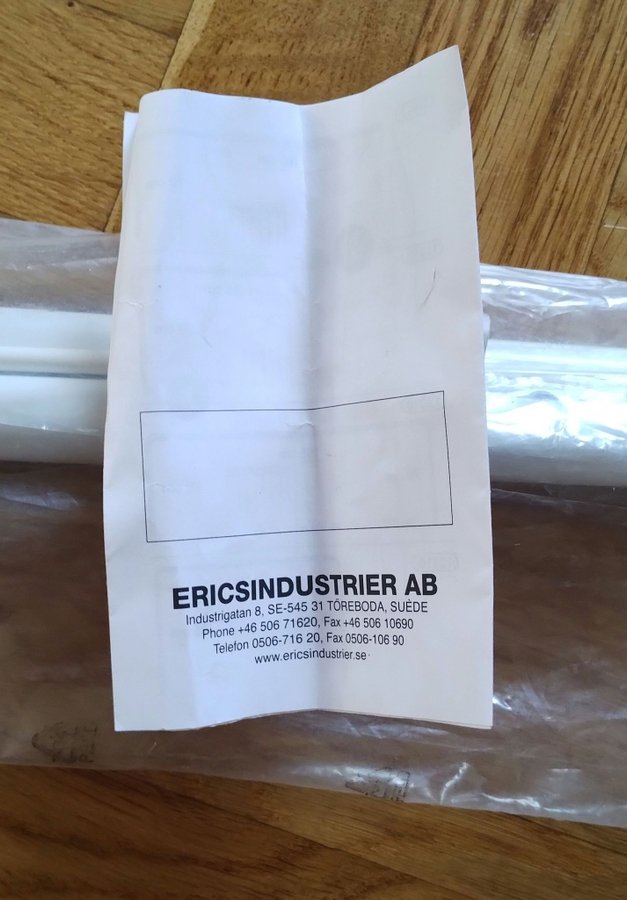 ERICSINDUSTRIER AB
Industrigatan 8, SE-545 31 TÖREBODA, SUÈDE
Phone +46 506 71620, Fax +46 506 10690
Telefon 0506-716 20, Fax 0506-106 90
www.ericsindustrier.se